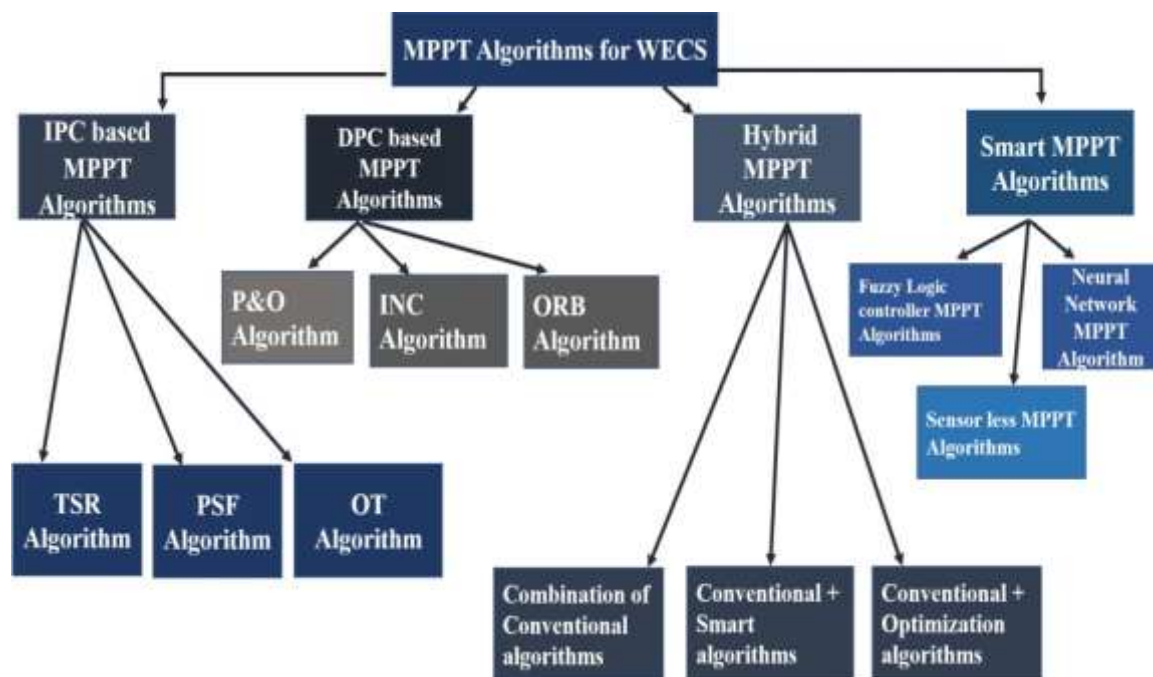 MPPT Algorithms for WECS
IPC based
MPPT
Algorithms
DPC based
MPPT
Algorithms
Hybrid
MPPT
Algorithms
Smart MPPT
Algorithms
P&O
Algorithm
INC
Algorithm
ORB
Algorithm
Fuzzy Logic
controller MPPT
Algorithms
Neural
Network
MPPT
Algorithm
Sensor less MPPT
Algorithms
TSR
Algorithm
PSF
Algorithm
OT
Algorithm
Combination of
Conventional
algorithms
Conventional +
Smart
algorithms
Conventional +
Optimization
algorithms